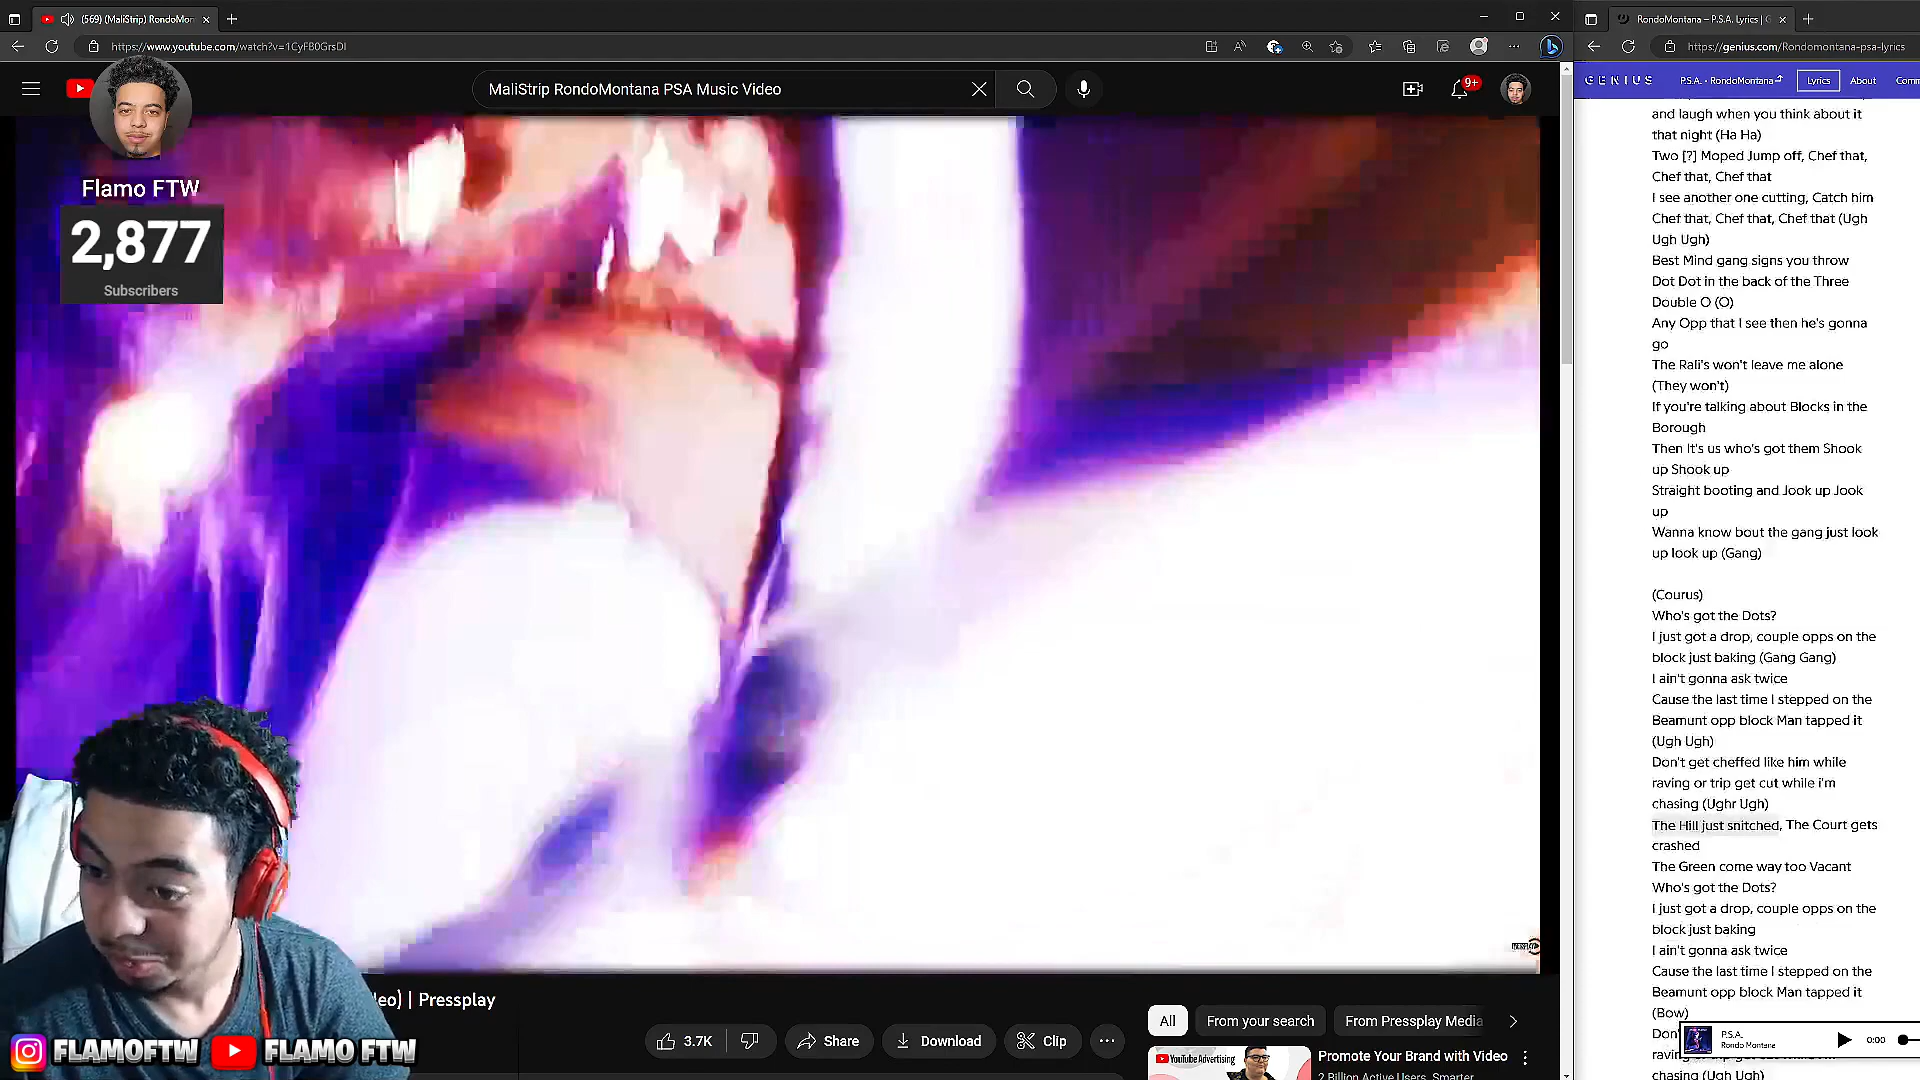 (569) (MaliStrip) RondoMon
https://www.youtube.com/watch?v=1CyFB0GrsDI
MaliStrip RondoMontana PSA Music Video
9+
Flamo FTW
2,877
Subscribers
eo) | Pressplay
3.7K
Share
Download
Clip
All
From your search
From Pressplay Media
YouTube Advertising
Promote Your Brand with Video
2 Billion Active Users. Smarter
FLAMOFTW
FLAMO FTW
RondoMontana – P.S.A. Lyrics | G
https://genius.com/Rondomontana-psa-lyrics
GENIUS
P.S.A. • RondoMontana
Lyrics
About
Comm
and laugh when you think about it
that night (Ha Ha)
Two [?] Moped Jump off, Chef that,
Chef that, Chef that
I see another one cutting, Catch him
Chef that, Chef that, Chef that (Ugh
Ugh Ugh)
Best Mind gang signs you throw
Dot Dot in the back of the Three
Double O (O)
Any Opp that I see then he's gonna
go
The Rali's won't leave me alone
(They won't)
If you're talking about Blocks in the
Borough
Then It's us who's got them Shook
up Shook up
Straight booting and Jook up Jook
up
Wanna know bout the gang just look
up look up (Gang)
(Courus)
Who's got the Dots?
I just got a drop, couple opps on the
block just baking (Gang Gang)
I ain't gonna ask twice
Cause the last time I stepped on the
Beamunt opp block Man tapped it
(Ugh Ugh)
Don't get cheffed like him while
raving or trip get cut while i'm
chasing (Ughr Ugh)
The Hill just snitched, The Court gets
crashed
The Green come way too Vacant
Who's got the Dots?
I just got a drop, couple opps on the
block just baking
I ain't gonna ask twice
Cause the last time I stepped on the
Beamunt opp block Man tapped it
(Bow)
Don'
chasing (Ugh Ugh)
P.S.A.
Rondo Montana
0:00